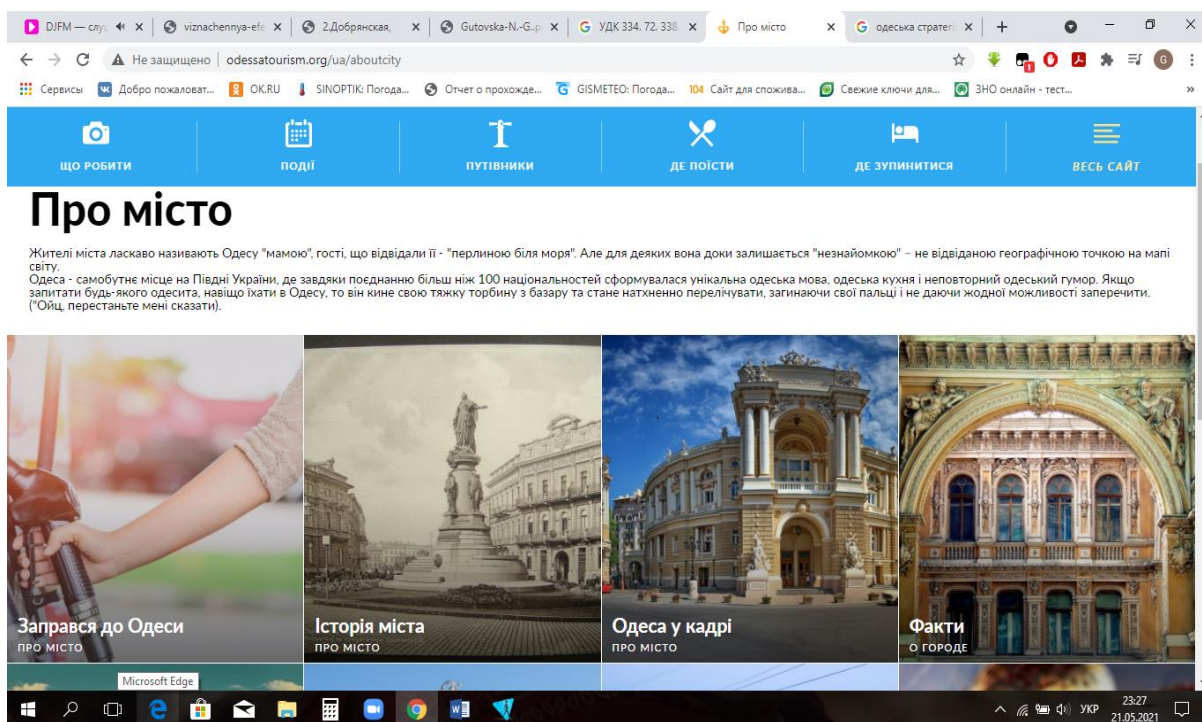 DJFM — слу
viznachennya-efe
2.Добрянская,
Gutovska-N.-G..p
УДК 334. 72. 338.
Про місто
одеська стратегі
Не защищено
odessatourism.org/ua/aboutcity
G
Сервисы
Добро пожаловат...
OK.RU
SINOPTIK: Погода...
Отчет о прохожде...
GISMETEO: Погода...
104 Сайт для спожива...
Свежие ключи для...
ЗНО онлайн - тест...
ЩО РОБИТИ
ПОДІЇ
ПУТІВНИКИ
ДЕ ПОЇСТИ
ДЕ ЗУПИНИТИСЯ
ВЕСЬ САЙТ
Про місто
Жителі міста ласкаво називають Одесу "мамою", гості, що відвідали її - "перлиною біля моря". Але для деяких вона доки залишається "незнайомкою" – не відвіданою географічною точкою на мапі
світу.
Одеса - самобутнє місце на Півдні України, де завдяки поєднанню більш ніж 100 національностей сформувалася унікальна одеська мова, одеська кухня і неповторний одеський гумор. Якщо
запитати будь-якого одесита, навіщо їхати в Одесу, то він кине свою тяжку торбину з базару та стане натхненно перелічувати, загинаючи свої пальці і не даючи жодної можливості заперечити.
("Ойц, перестаньте мені сказати).
Заправся до Одеси
ПРО МІСТО
Історія міста
ПРО МІСТО
Одеса у кадрі
ПРО МІСТО
Факти
О ГОРОДЕ
Microsoft Edge
УКР
23:27
21.05.2021